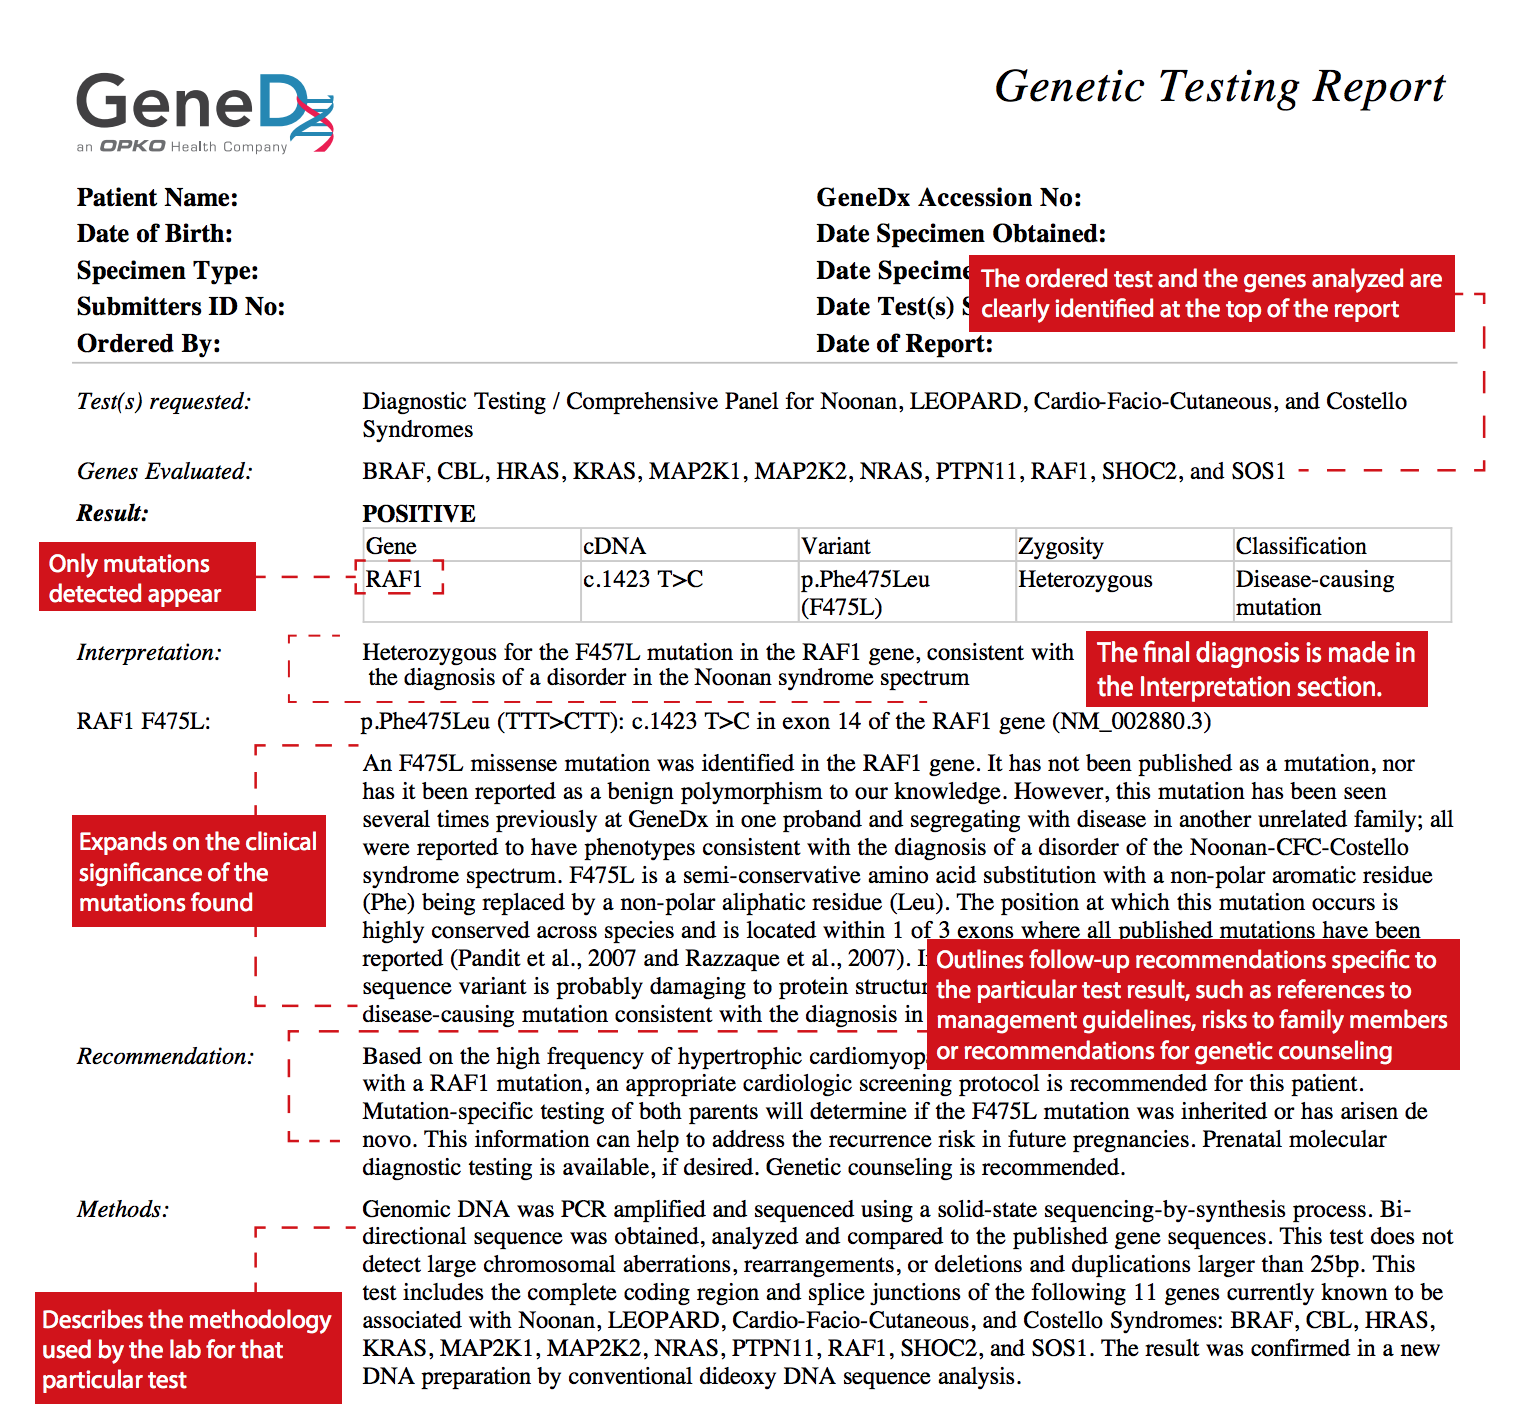 GeneDx
an OPKO Health Company
Genetic Testing Report
Patient Name:
GeneDx Accession No:
Date of Birth:
Date Specimen Obtained:
Specimen Type:
Date Specime
Submitters ID No:
Date Test(s)
Ordered By:
Date of Report:
The ordered test and the genes analyzed are
clearly identified at the top of the report
Test(s) requested:
Diagnostic Testing / Comprehensive Panel for Noonan, LEOPARD, Cardio-Facio-Cutaneous, and Costello
Syndromes
Genes Evaluated:
BRAF, CBL, HRAS, KRAS, MAP2K1, MAP2K2, NRAS, PTPN11, RAF1, SHOC2, and SOS1
Result:
POSITIVE
Gene cDNA Variant Zygosity Classification
RAF1 c.1423 T>C p.Phe475Leu Heterozygous Disease-causing
(F475L) mutation
Only mutations
detected appear
Interpretation:
Heterozygous for the F457L mutation in the RAF1 gene, consistent with
the diagnosis of a disorder in the Noonan syndrome spectrum
The final diagnosis is made in
the Interpretation section.
RAF1 F475L:
p.Phe475Leu (TTT>CTT): c.1423 T>C in exon 14 of the RAF1 gene (NM_002880.3)
An F475L missense mutation was identified in the RAF1 gene. It has not been published as a mutation, nor
has it been reported as a benign polymorphism to our knowledge. However, this mutation has been seen
several times previously at GeneDx in one proband and segregating with disease in another unrelated family; all
were reported to have phenotypes consistent with the diagnosis of a disorder of the Noonan-CFC-Costello
syndrome spectrum. F475L is a semi-conservative amino acid substitution with a non-polar aromatic residue
(Phe) being replaced by a non-polar aliphatic residue (Leu). The position at which this mutation occurs is
highly conserved across species and is located within 1 of 3 exons where all published mutations have been
reported (Pandit et al., 2007 and Razzaque et al., 2007).
sequence variant is probably damaging to protein structur
disease-causing mutation consistent with the diagnosis in
Expands on the clinical
significance of the
mutations found
Outlines follow-up recommendations specific to
the particular test result, such as references to
management guidelines, risks to family members
or recommendations for genetic counseling
Recommendation:
Based on the high frequency of hypertrophic cardiomyop
with a RAF1 mutation, an appropriate cardiologic screening protocol is recommended for this patient.
Mutation-specific testing of both parents will determine if the F475L mutation was inherited or has arisen de
novo. This information can help to address the recurrence risk in future pregnancies. Prenatal molecular
diagnostic testing is available, if desired. Genetic counseling is recommended.
Methods:
Genomic DNA was PCR amplified and sequenced using a solid-state sequencing-by-synthesis process. Bi-
directional sequence was obtained, analyzed and compared to the published gene sequences. This test does not
detect large chromosomal aberrations, rearrangements, or deletions and duplications larger than 25bp. This
test includes the complete coding region and splice junctions of the following 11 genes currently known to be
associated with Noonan, LEOPARD, Cardio-Facio-Cutaneous, and Costello Syndromes: BRAF, CBL, HRAS,
KRAS, MAP2K1, MAP2K2, NRAS, PTPN11, RAF1, SHOC2, and SOS1. The result was confirmed in a new
DNA preparation by conventional dideoxy DNA sequence analysis.
Describes the methodology
used by the lab for that
particular test